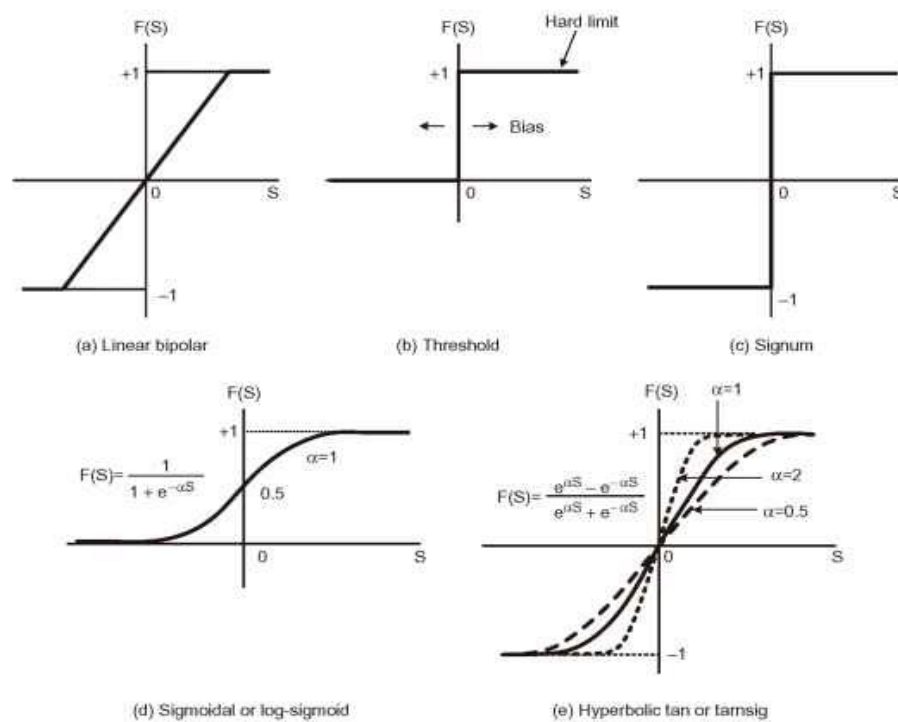 F(S)
+1
0
S
–1
(a) Linear bipolar
F(S)
Hard limit
+1
Bias
0
S
(b) Threshold
F(S)
+1
0
S
–1
(c) Signum
F(S)
+1
α=1
F(S)= 1 / 1 + e^–αS
0.5
0
S
(d) Sigmoidal or log-sigmoid
F(S)
α=1
+1
F(S)= e^αS – e^–αS / e^αS + e^–αS
α=2
α=0.5
0
S
–1
(e) Hyperbolic tan or tarnsig